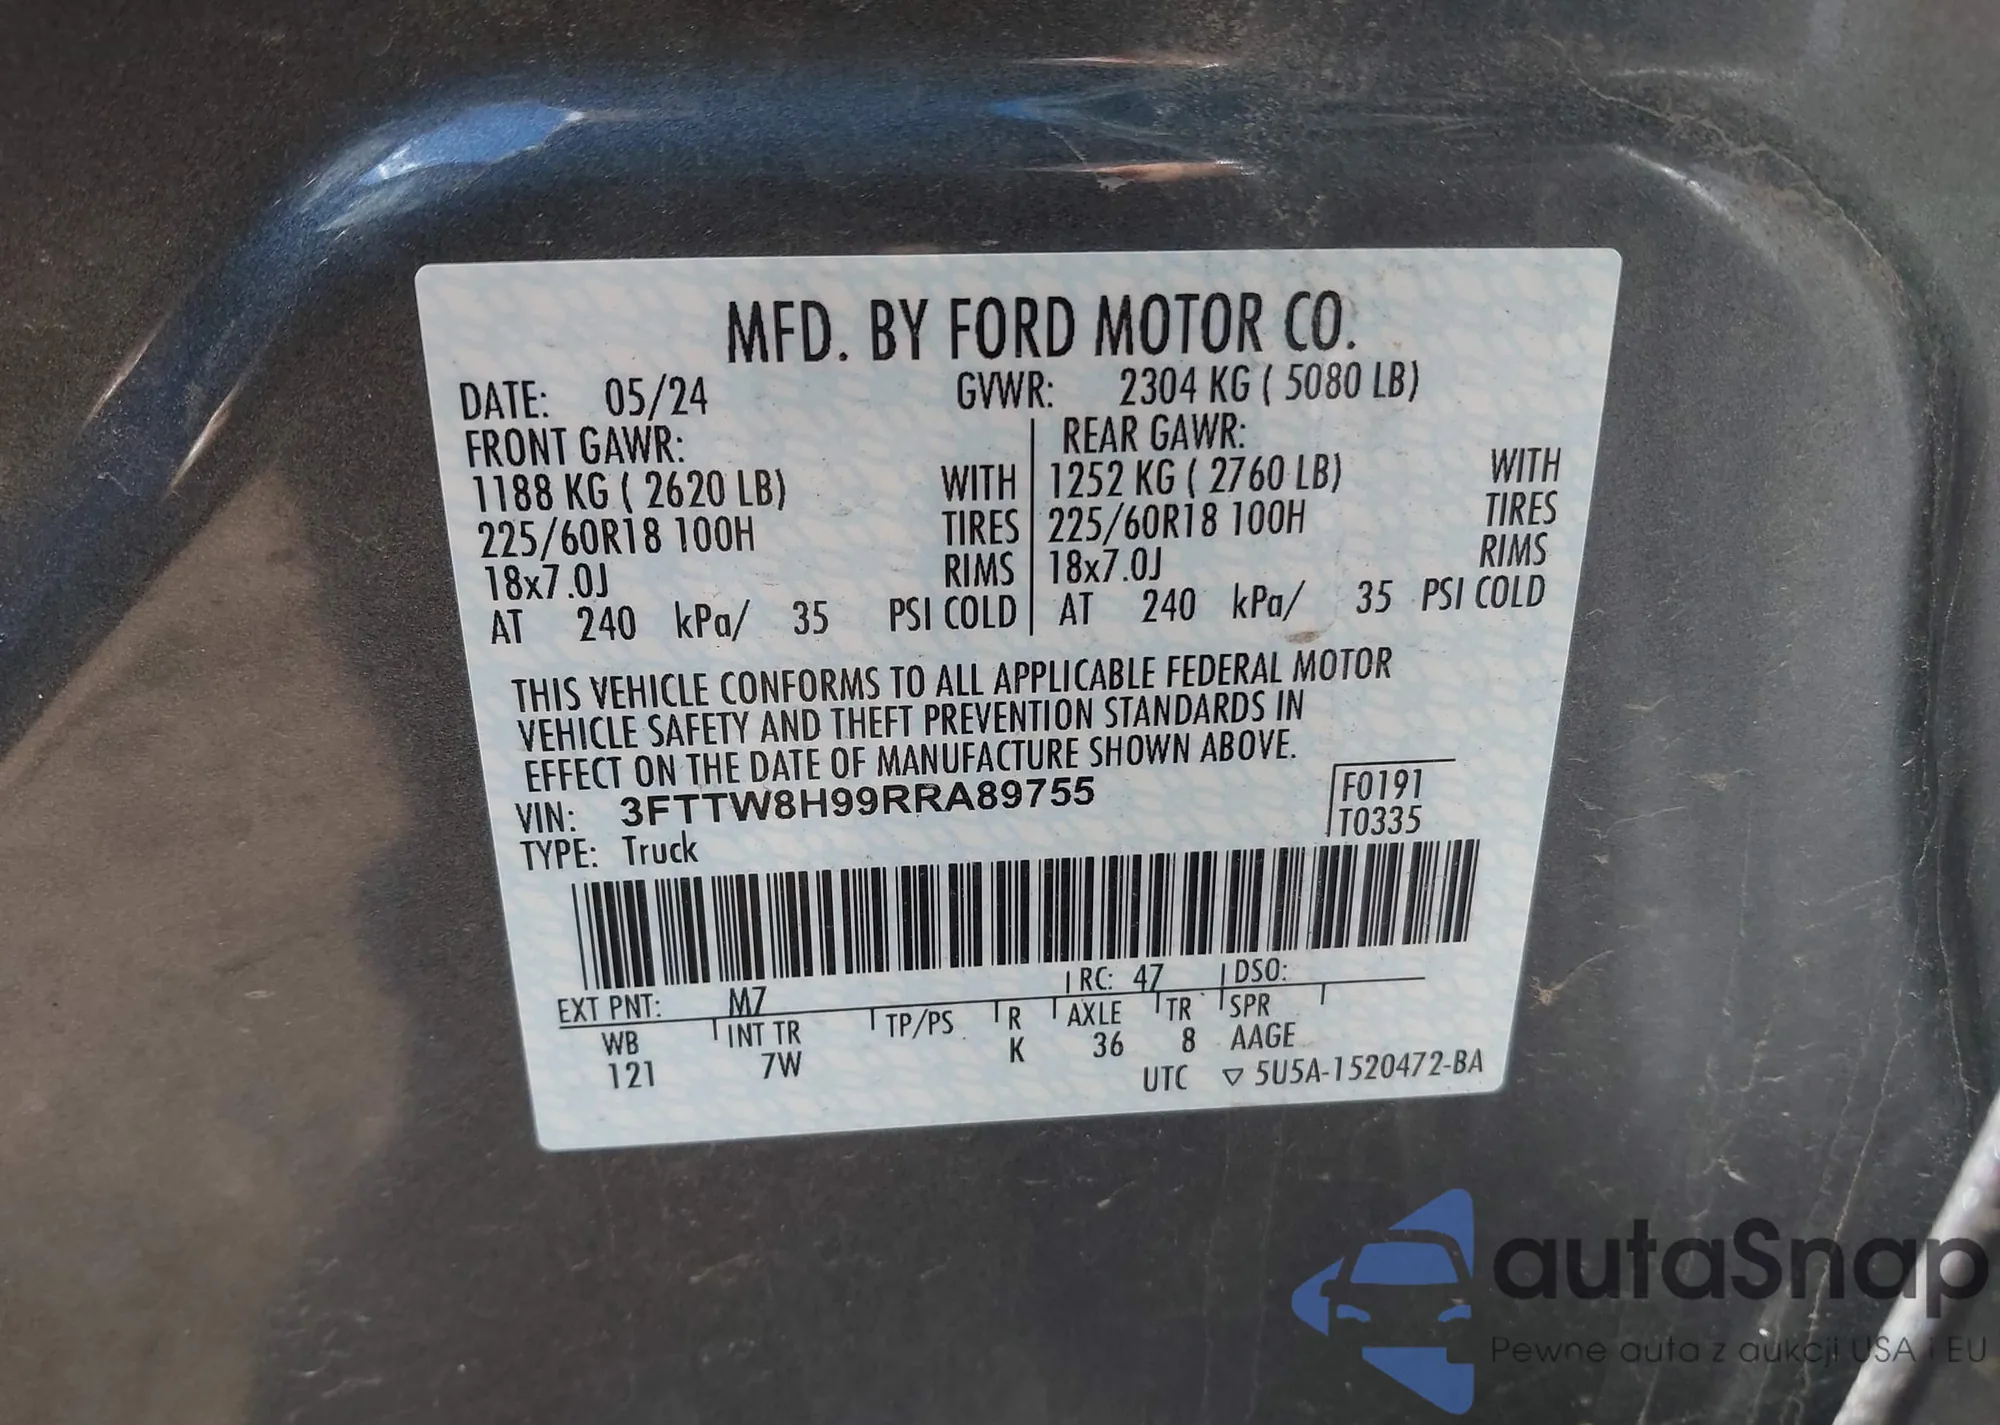 MFD. BY FORD MOTOR CO.
DATE: 05/24 GVWR: 2304 KG ( 5080 LB)
FRONT GAWR: REAR GAWR:
1188 KG ( 2620 LB) WITH 1252 KG ( 2760 LB) WITH
225/60R18 100H TIRES 225/60R18 100H TIRES
18x7.0J RIMS 18x7.0J RIMS
AT 240 kPa/ 35 PSI COLD AT 240 kPa/ 35 PSI COLD
THIS VEHICLE CONFORMS TO ALL APPLICABLE FEDERAL MOTOR
VEHICLE SAFETY AND THEFT PREVENTION STANDARDS IN
EFFECT ON THE DATE OF MANUFACTURE SHOWN ABOVE.
VIN: 3FTTW8H99RRA89755 F0191
TYPE: Truck T0335
EXT PNT: M7 RC: 47 DSO:
WB INT TR TP/PS R AXLE TR SPR
121 7W K 36 8 AAGE
UTC ▽ 5U5A-1520472-BA
autaSnap
Pewne auta z aukcji USA i EU